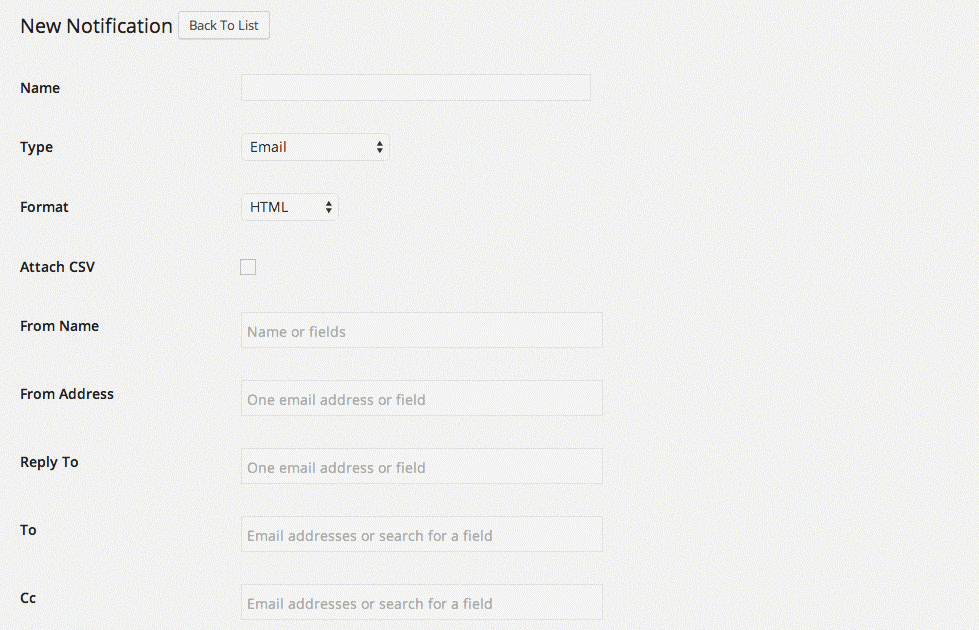 New Notification Back To List
Name
Type Email
Format HTML
Attach CSV
From Name Name or fields
From Address One email address or field
Reply To One email address or field
To Email addresses or search for a field
Cc Email addresses or search for a field